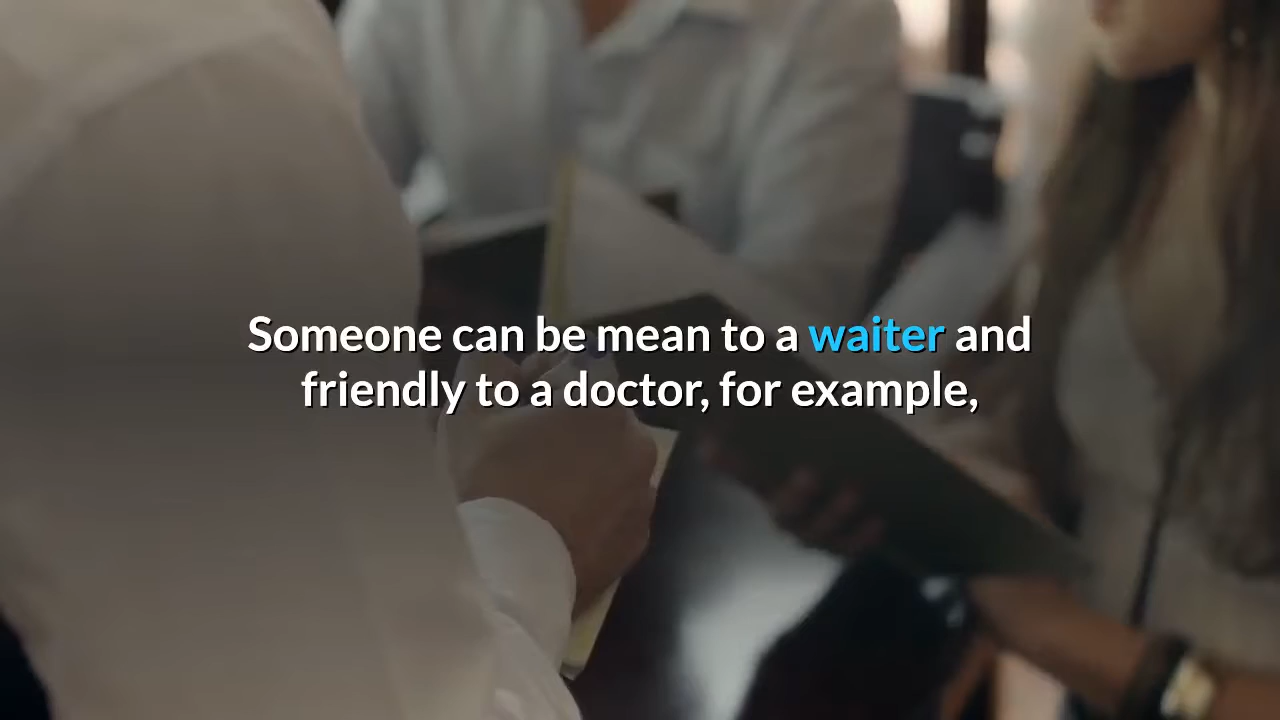 Someone can be mean to a waiter and
friendly to a doctor, for example,